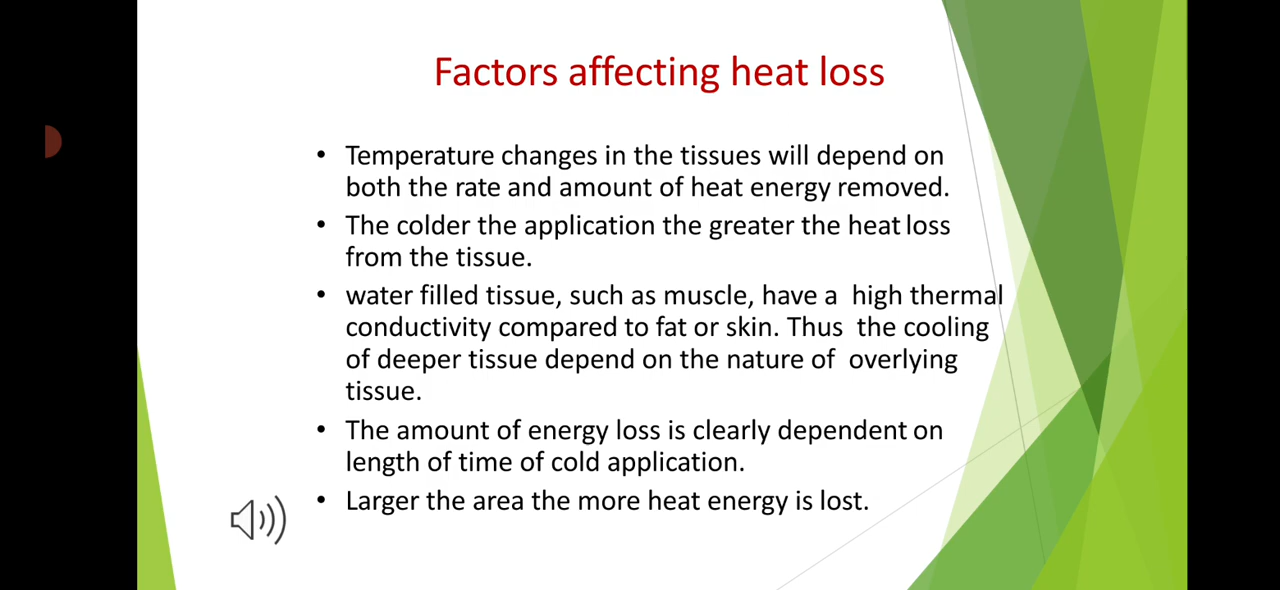 Factors affecting heat loss
• Temperature changes in the tissues will depend on
both the rate and amount of heat energy removed.
• The colder the application the greater the heat loss
from the tissue.
• water filled tissue, such as muscle, have a high thermal
conductivity compared to fat or skin. Thus the cooling
of deeper tissue depend on the nature of overlying
tissue.
• The amount of energy loss is clearly dependent on
length of time of cold application.
• Larger the area the more heat energy is lost.